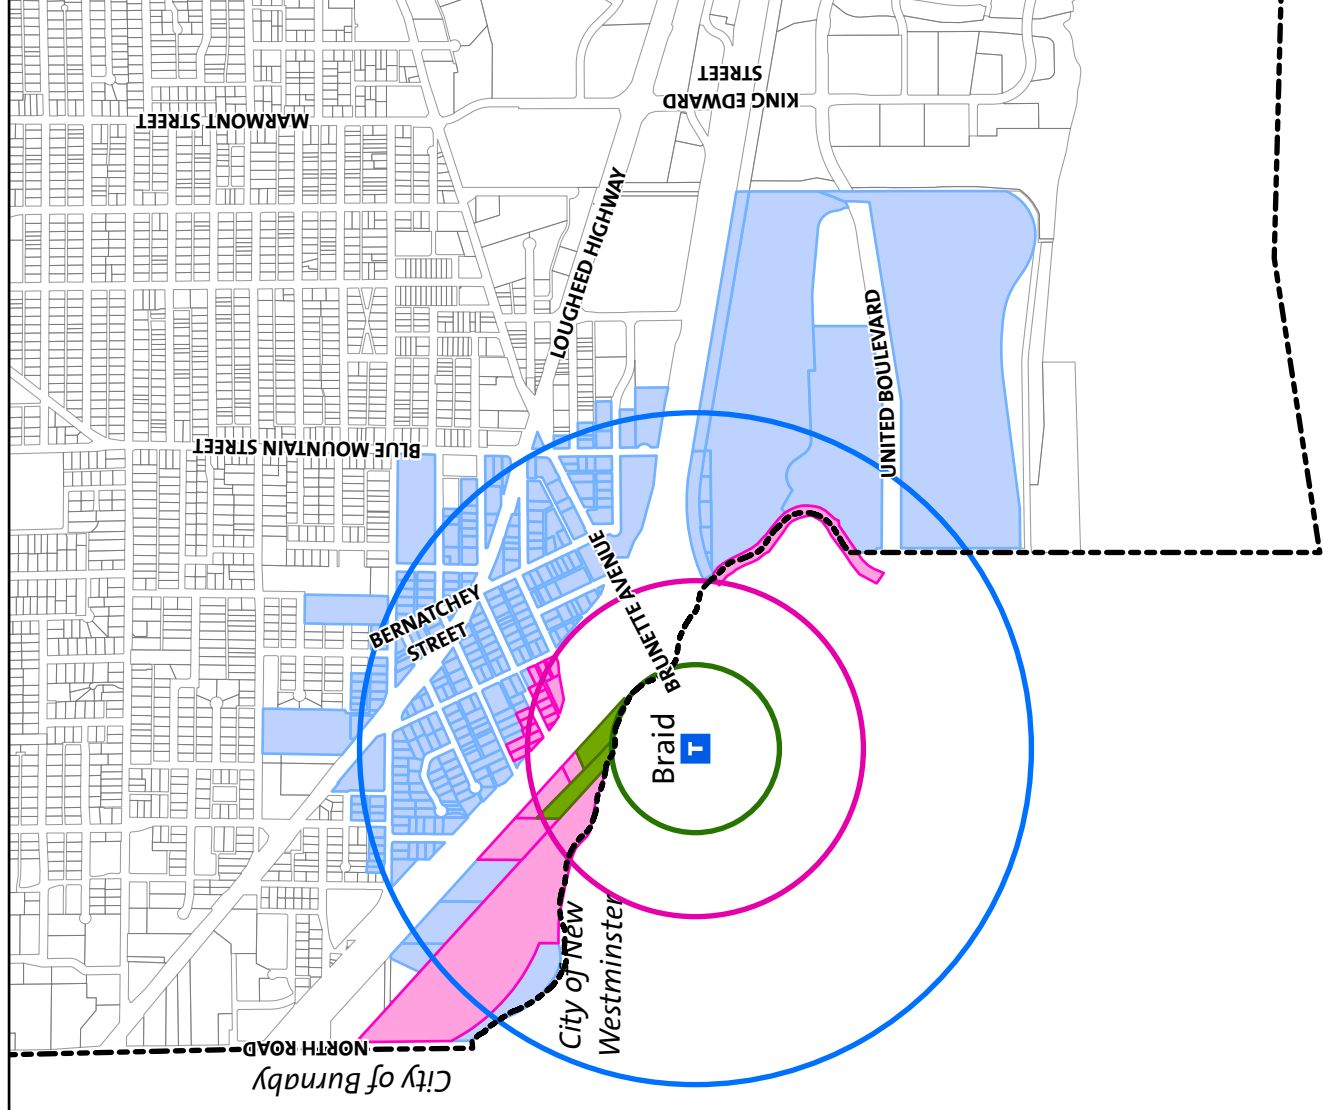 KING EDWARD
STREET
MARMONT STREET
LOUGHEED HIGHWAY
UNITED BOULEVARD
BLUE MOUNTAIN STREET
BERNATCHEY
STREET
BRUNETTE AVENUE
Braid
T
City of New
Westminster
NORTH ROAD
City of Burnaby